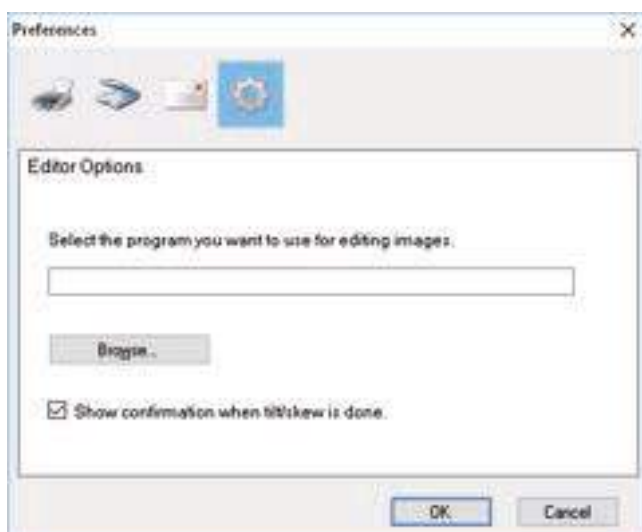 Preferences
Editor Options
Select the program you want to use for editing images.
Browse...
Show confirmation when tilt/skew is done.
OK
Cancel